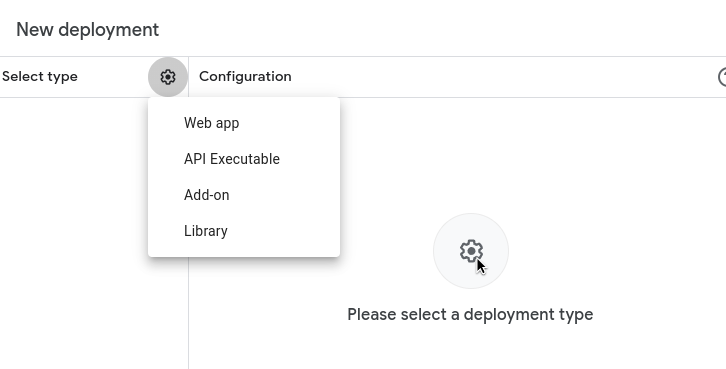 New deployment
Select type
Configuration
Web app
API Executable
Add-on
Library
Please select a deployment type